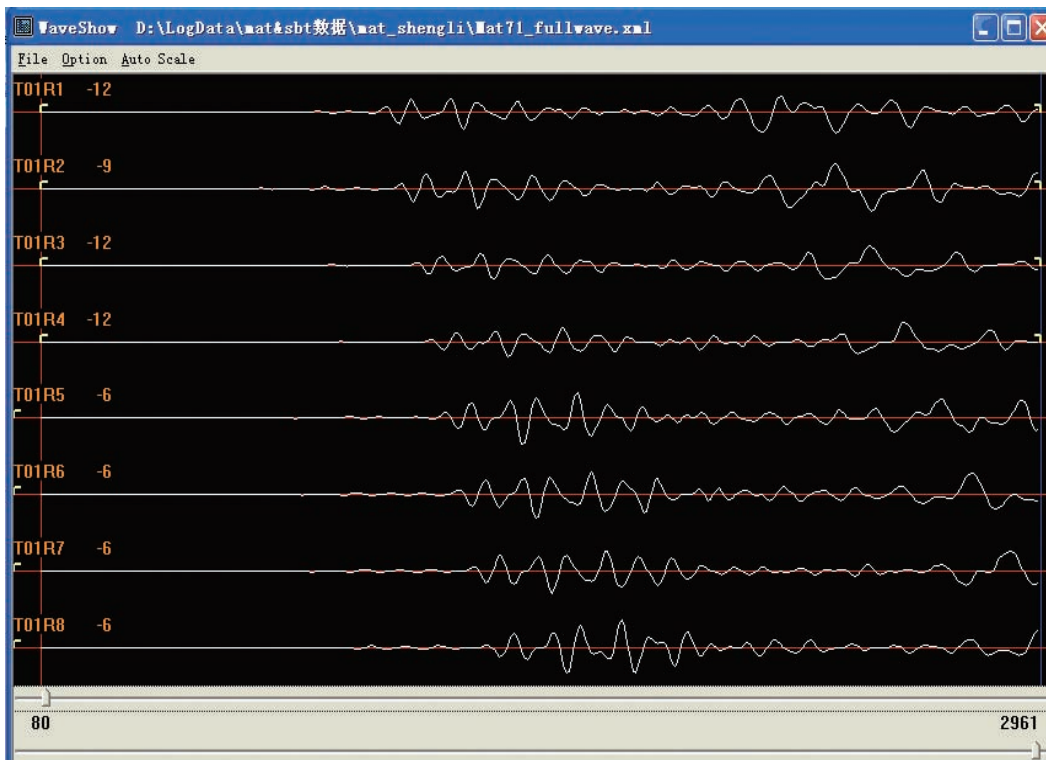 WaveShow D:\LogData\mat&sbt数据\mat_shengli\Mat71_fullwave.xml
File Option Auto Scale
T01R1 -12
T01R2 -9
T01R3 -12
T01R4 -12
T01R5 -6
T01R6 -6
T01R7 -6
T01R8 -6
80 2961